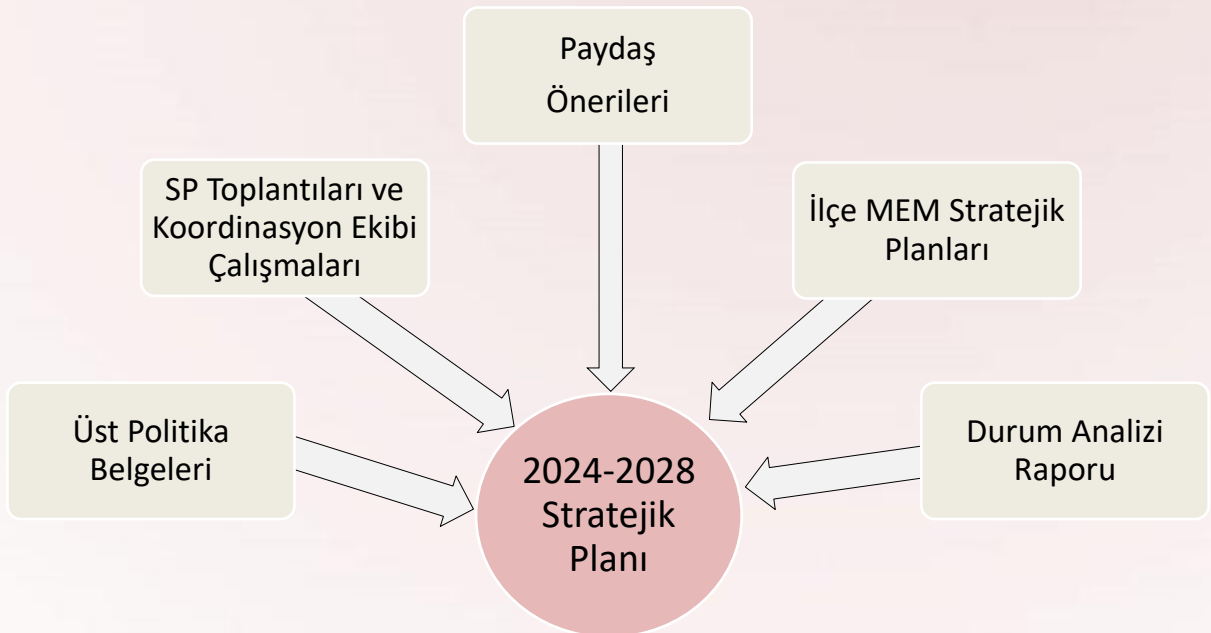 Paydaş
Önerileri
SP Toplantıları ve
Koordinasyon Ekibi
Çalışmaları
İlçe MEM Stratejik
Planları
Üst Politika
Belgeleri
Durum Analizi
Raporu
2024-2028
Stratejik
Planı